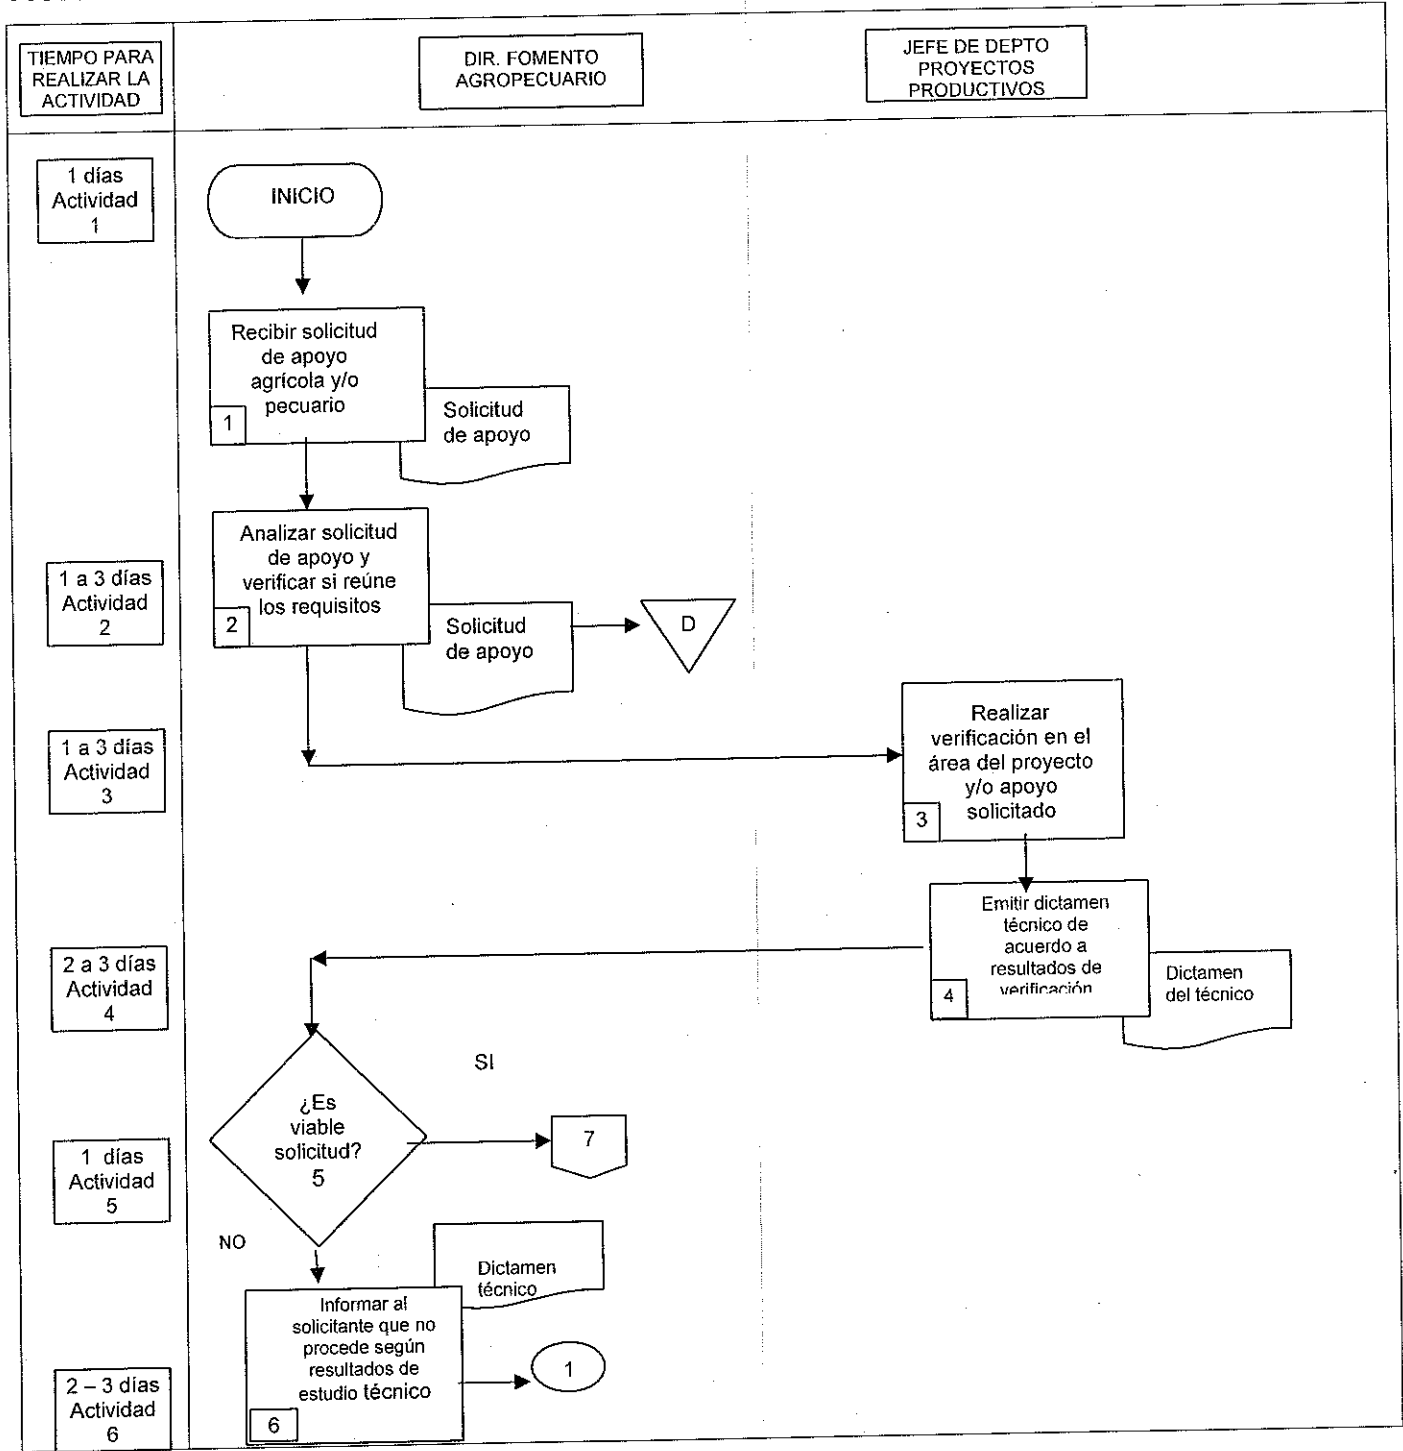 TIEMPO PARA
REALIZAR LA
ACTIVIDAD
DIR. FOMENTO
AGROPECUARIO
JEFE DE DEPTO
PROYECTOS
PRODUCTIVOS
1 días
Actividad
1
INICIO
Recibir solicitud
de apoyo
agrícola y/o
pecuario
1
Solicitud
de apoyo
Analizar solicitud
de apoyo y
verificar si reúne
los requisitos
2
1 a 3 días
Actividad
2
Solicitud
de apoyo
D
1 a 3 días
Actividad
3
Realizar
verificación en el
área del proyecto
y/o apoyo
solicitado
3
Emitir dictamen
técnico de
acuerdo a
resultados de
verificación
4
Dictamen
del técnico
2 a 3 días
Actividad
4
SI
¿Es
viable
solicitud?
5
7
1 días
Actividad
5
NO
Dictamen
técnico
Informar al
solicitante que no
procede según
resultados de
estudio técnico
6
1
2 – 3 días
Actividad
6